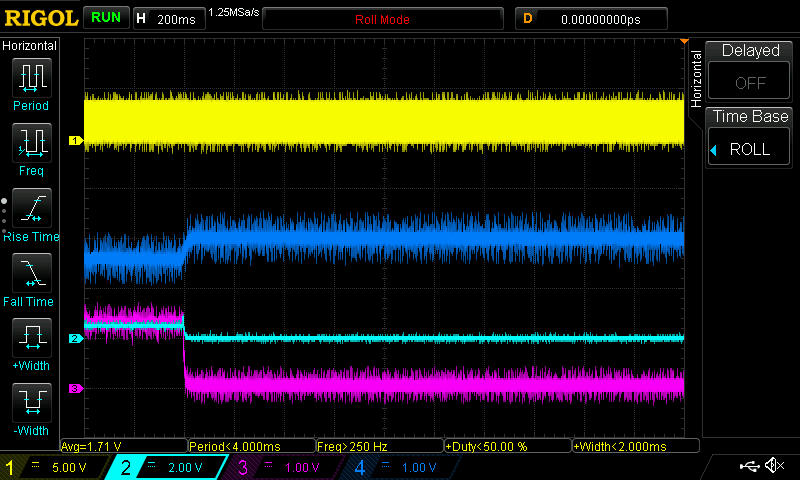 RIGOL RUN H 200ms 1.25MSa/s Roll Mode D 0.00000000ps
Horizontal
Period
Freq
Rise Time
Fall Time
+Width
-Width
1
2
3
Horizontal
Delayed
OFF
Time Base
ROLL
Avg=1.71 V Period<4.000ms Freq>250 Hz +Duty<50.00 % +Width<2.000ms
1 5.00 V 2 2.00 V 3 1.00 V 4 1.00 V